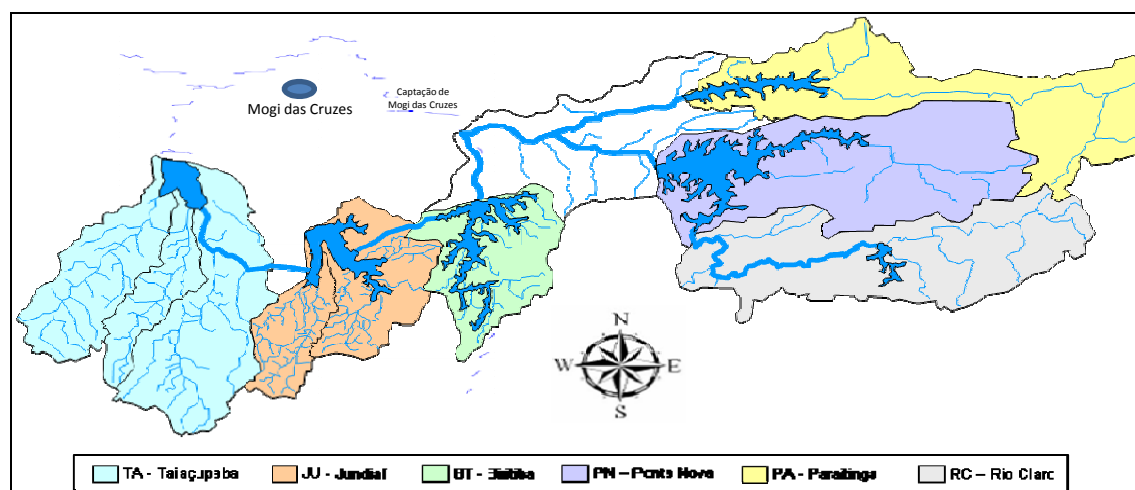 Captação de
Mogi das Cruzes
Mogi das Cruzes
N
W
E
S
TA - Taiaçupeba
JU - Jundiaí
BT - Biritiba
PN – Ponte Nova
PA - Paraitinga
RC – Rio Claro